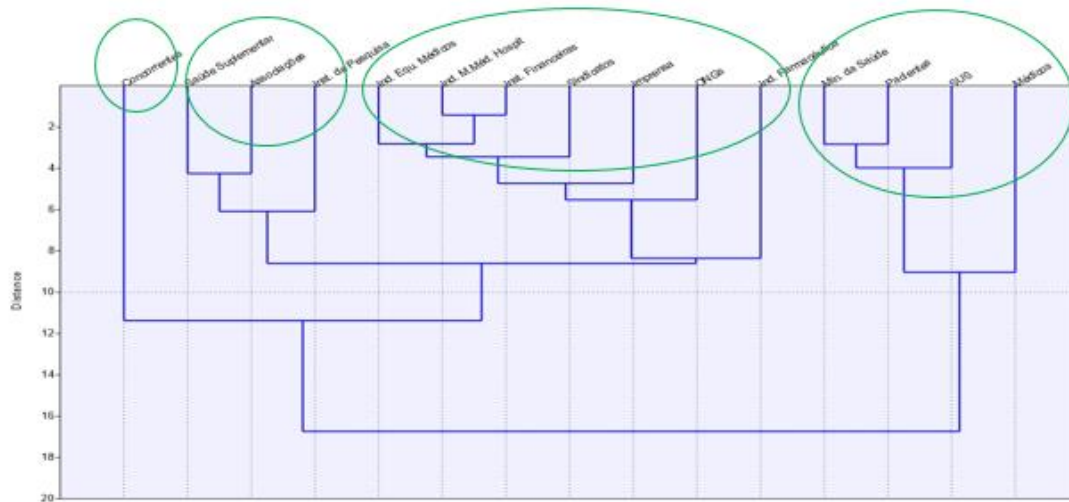 Concorrentes
Saúde Suplementar
Associações
Inst. de Pesquisa
Ind. Equ. Médicos
Ind. M.Méd. Hospit
Inst. Financeiras
Sindicatos
Imprensa
ONGs
Ind. Farmacêutica
Min. da Saúde
Pacientes
SUS
Médicos
2
4
6
8
10
12
14
16
18
20
Distance